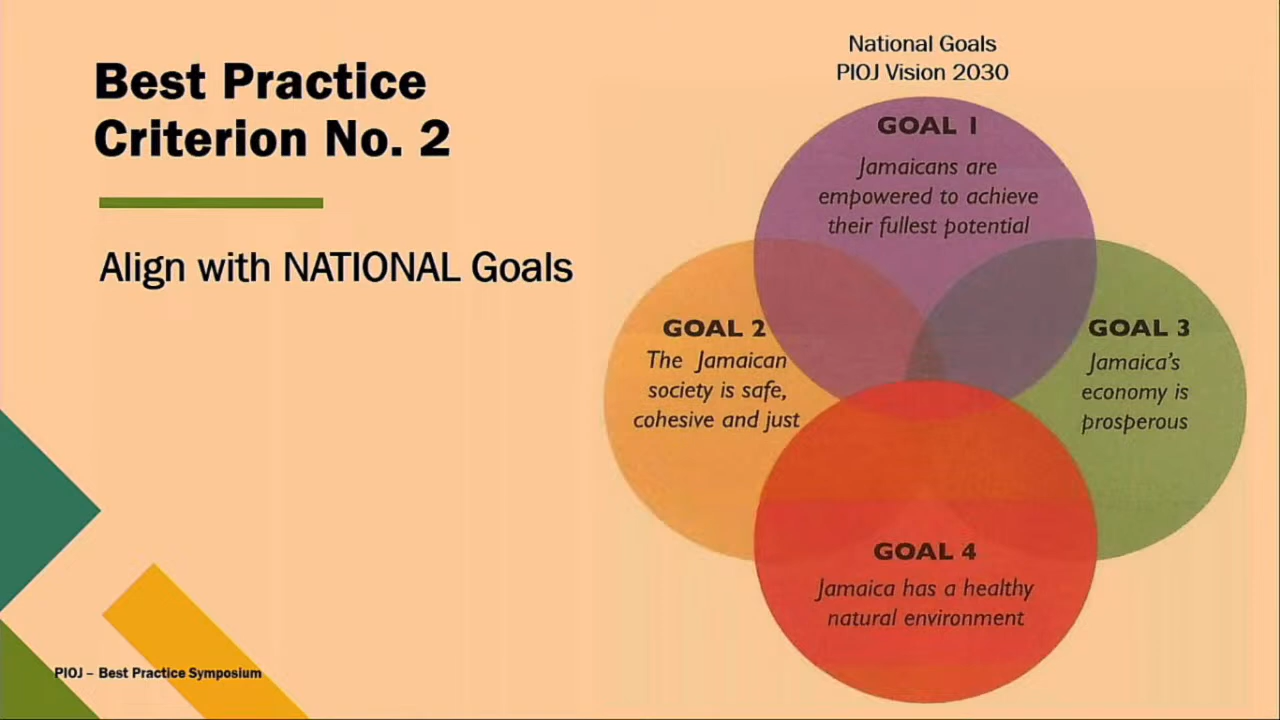 Best Practice
Criterion No. 2
Align with NATIONAL Goals
National Goals
PIOJ Vision 2030
GOAL 1
Jamaicans are
empowered to achieve
their fullest potential
GOAL 2
The Jamaican
society is safe,
cohesive and just
GOAL 3
Jamaica's
economy is
prosperous
GOAL 4
Jamaica has a healthy
natural environment
PIOJ – Best Practice Symposium